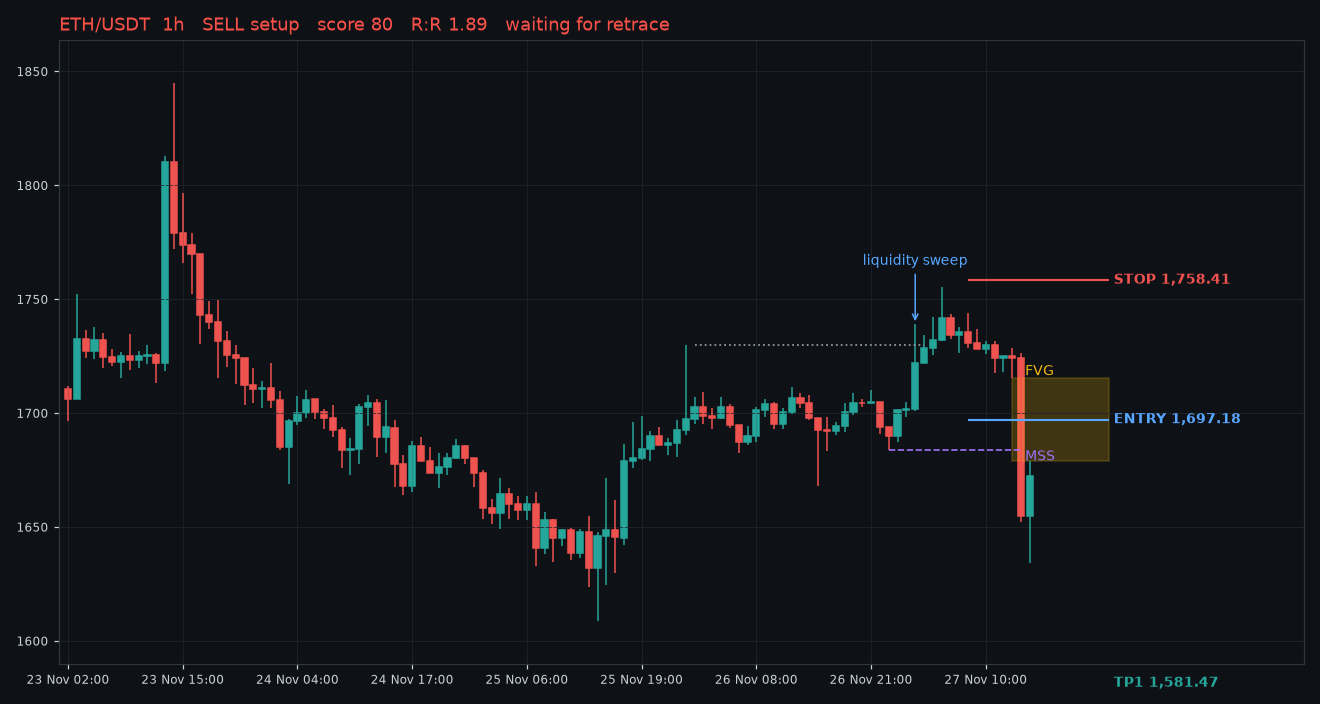 ETH/USDT 1h SELL setup score 80 R:R 1.89 waiting for retrace
1850
1800
1750
1700
1650
1600
liquidity sweep
STOP 1,758.41
FVG
ENTRY 1,697.18
MSS
23 Nov 02:00 23 Nov 15:00 24 Nov 04:00 24 Nov 17:00 25 Nov 06:00 25 Nov 19:00 26 Nov 08:00 26 Nov 21:00 27 Nov 10:00
TP1 1,581.47